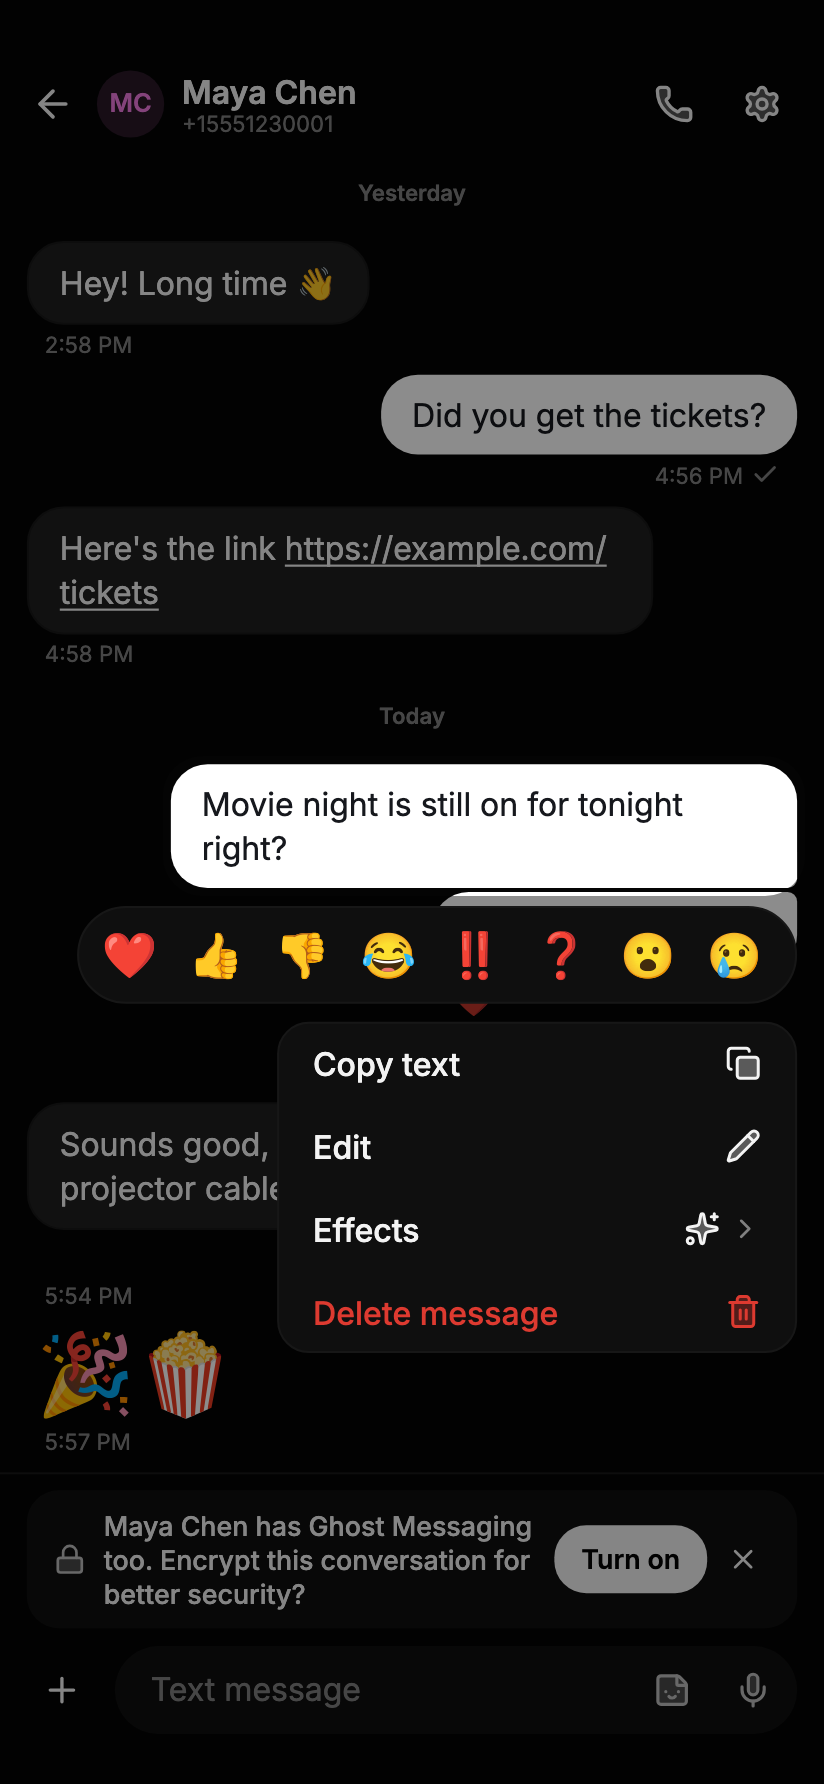 MC
Maya Chen
+15551230001
Yesterday
Hey! Long time 👋
2:58 PM
Did you get the tickets?
4:56 PM
Here's the link https://example.com/
tickets
4:58 PM
Today
Movie night is still on for tonight
right?
❤️ 👍 👎 😂 ‼️ ❓ 😮 😢
Copy text
Edit
Effects
Delete message
Sounds good,
projector cable
5:54 PM
🎉 🍿
5:57 PM
Maya Chen has Ghost Messaging
too. Encrypt this conversation for
better security?
Turn on
Text message